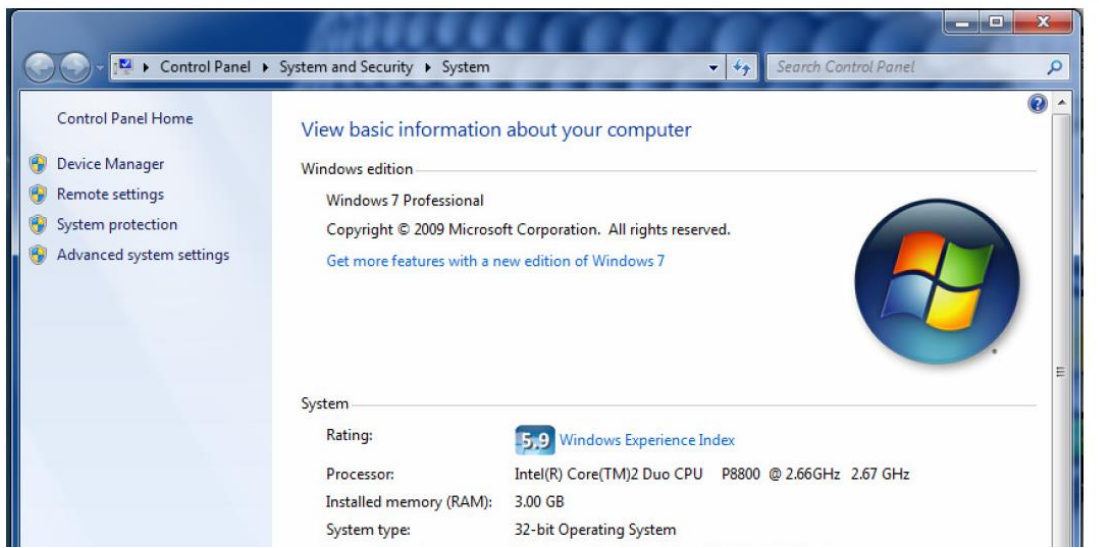 Control Panel ▸ System and Security ▸ System
Search Control Panel
Control Panel Home
Device Manager
Remote settings
System protection
Advanced system settings
View basic information about your computer
Windows edition
Windows 7 Professional
Copyright © 2009 Microsoft Corporation. All rights reserved.
Get more features with a new edition of Windows 7
System
Rating: 5,9 Windows Experience Index
Processor: Intel(R) Core(TM)2 Duo CPU P8800 @ 2.66GHz 2.67 GHz
Installed memory (RAM): 3.00 GB
System type: 32-bit Operating System